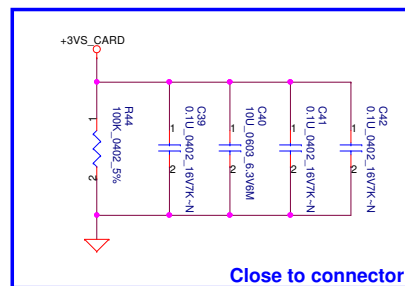 +3VS_CARD
R44
100K_0402_5%
1
2
C39
0.1U_0402_16V7K~N
1
2
C40
10U_0603_6.3V6M
1
2
C41
0.1U_0402_16V7K~N
1
2
C42
0.1U_0402_16V7K~N
1
2
Close to connector